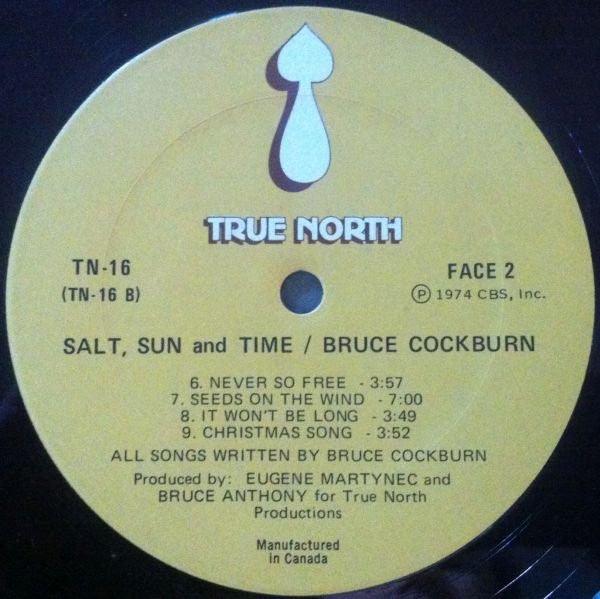 TRUE NORTH
TN-16
(TN-16 B)
FACE 2
Ⓟ 1974 CBS, Inc.
SALT, SUN and TIME / BRUCE COCKBURN
6. NEVER SO FREE - 3:57
7. SEEDS ON THE WIND - 7:00
8. IT WON'T BE LONG - 3:49
9. CHRISTMAS SONG - 3:52
ALL SONGS WRITTEN BY BRUCE COCKBURN
Produced by: EUGENE MARTYNEC and
BRUCE ANTHONY for True North
Productions
Manufactured
in Canada